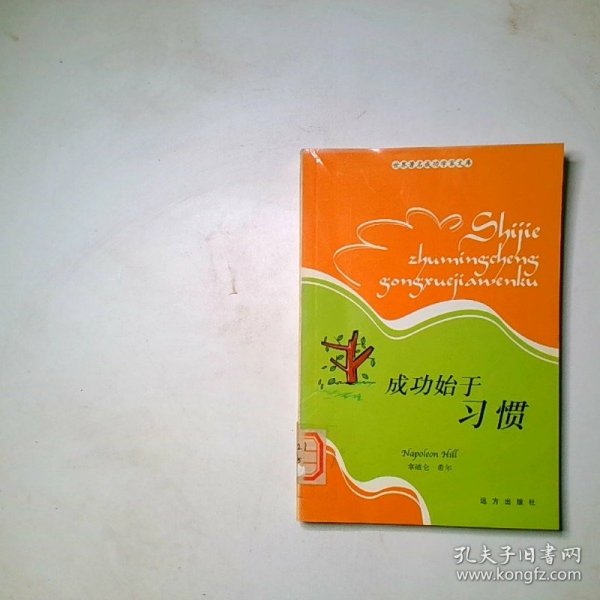 世界著名成功学家文库
Shijie
zhumingcheng
gongxuejiawenku
成功始于
习惯
Napoleon Hill
拿破仑 希尔
远方出版社
孔夫子旧书网
www.kongfz.com